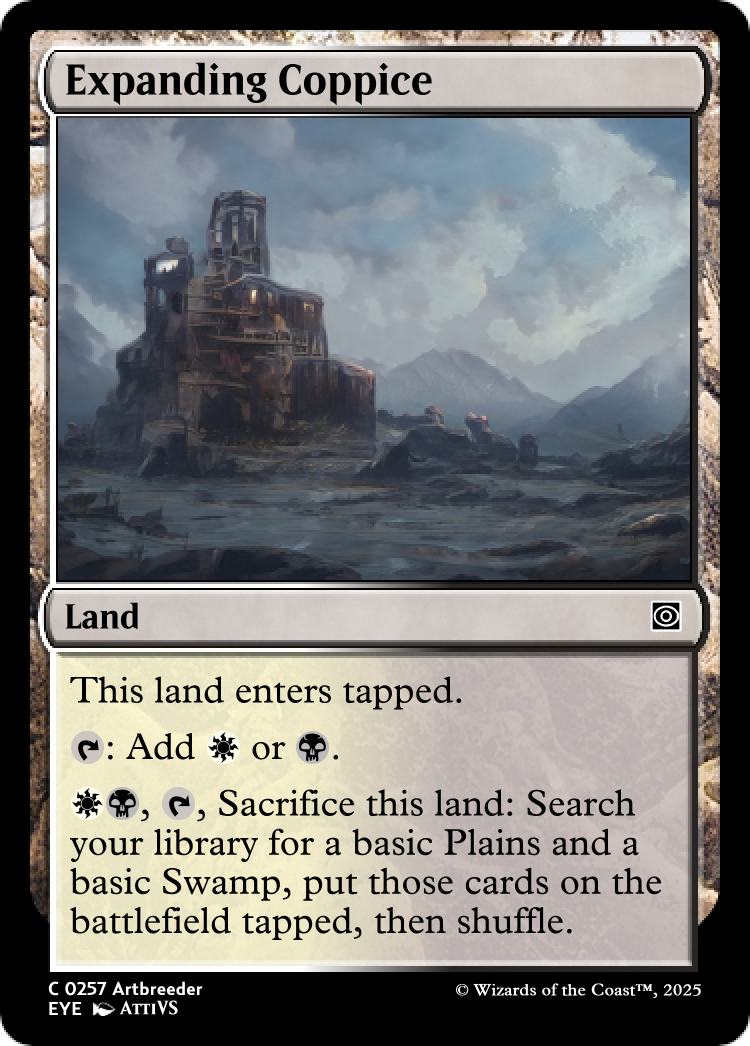 Expanding Coppice
Land
This land enters tapped.
: Add or .
, , Sacrifice this land: Search
your library for a basic Plains and a
basic Swamp, put those cards on the
battlefield tapped, then shuffle.
C 0257 Artbreeder
EYE AttiVS
© Wizards of the Coast™, 2025